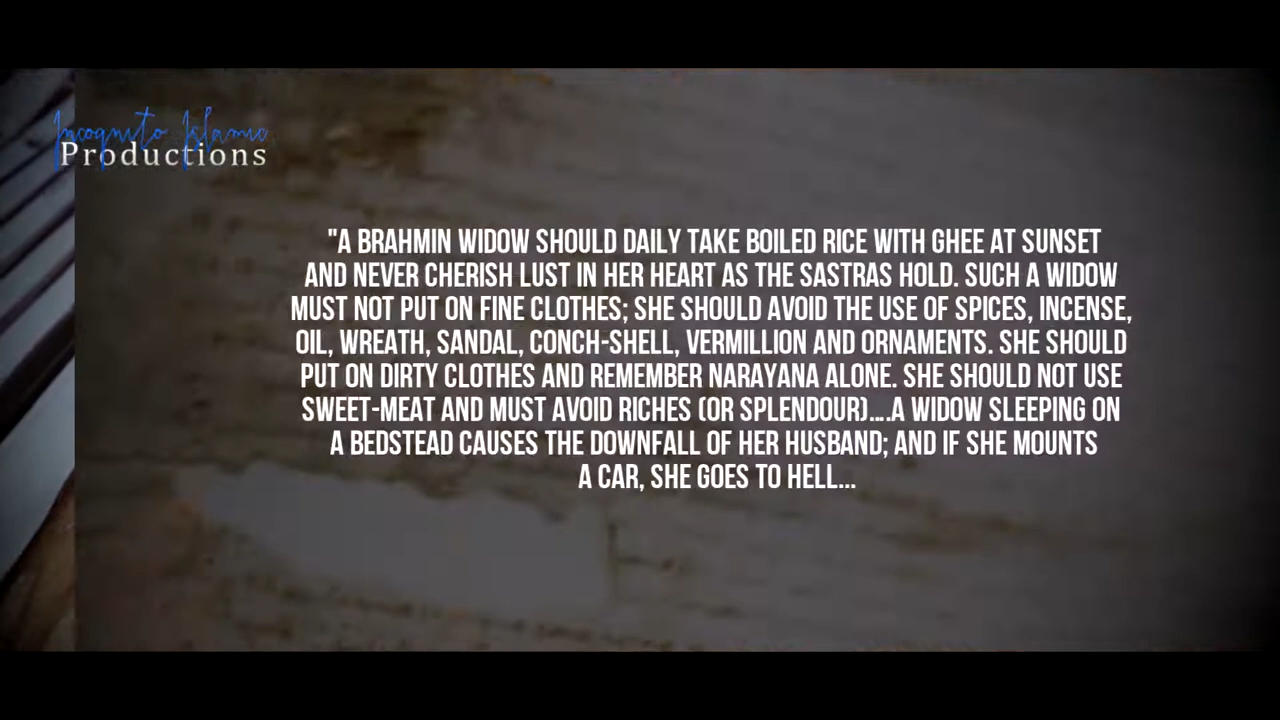 Incognito Islamic
Productions
"A BRAHMIN WIDOW SHOULD DAILY TAKE BOILED RICE WITH GHEE AT SUNSET
AND NEVER CHERISH LUST IN HER HEART AS THE SASTRAS HOLD. SUCH A WIDOW
MUST NOT PUT ON FINE CLOTHES; SHE SHOULD AVOID THE USE OF SPICES, INCENSE,
OIL, WREATH, SANDAL, CONCH-SHELL, VERMILLION AND ORNAMENTS. SHE SHOULD
PUT ON DIRTY CLOTHES AND REMEMBER NARAYANA ALONE. SHE SHOULD NOT USE
SWEET-MEAT AND MUST AVOID RICHES (OR SPLENDOUR)....A WIDOW SLEEPING ON
A BEDSTEAD CAUSES THE DOWNFALL OF HER HUSBAND; AND IF SHE MOUNTS
A CAR, SHE GOES TO HELL...